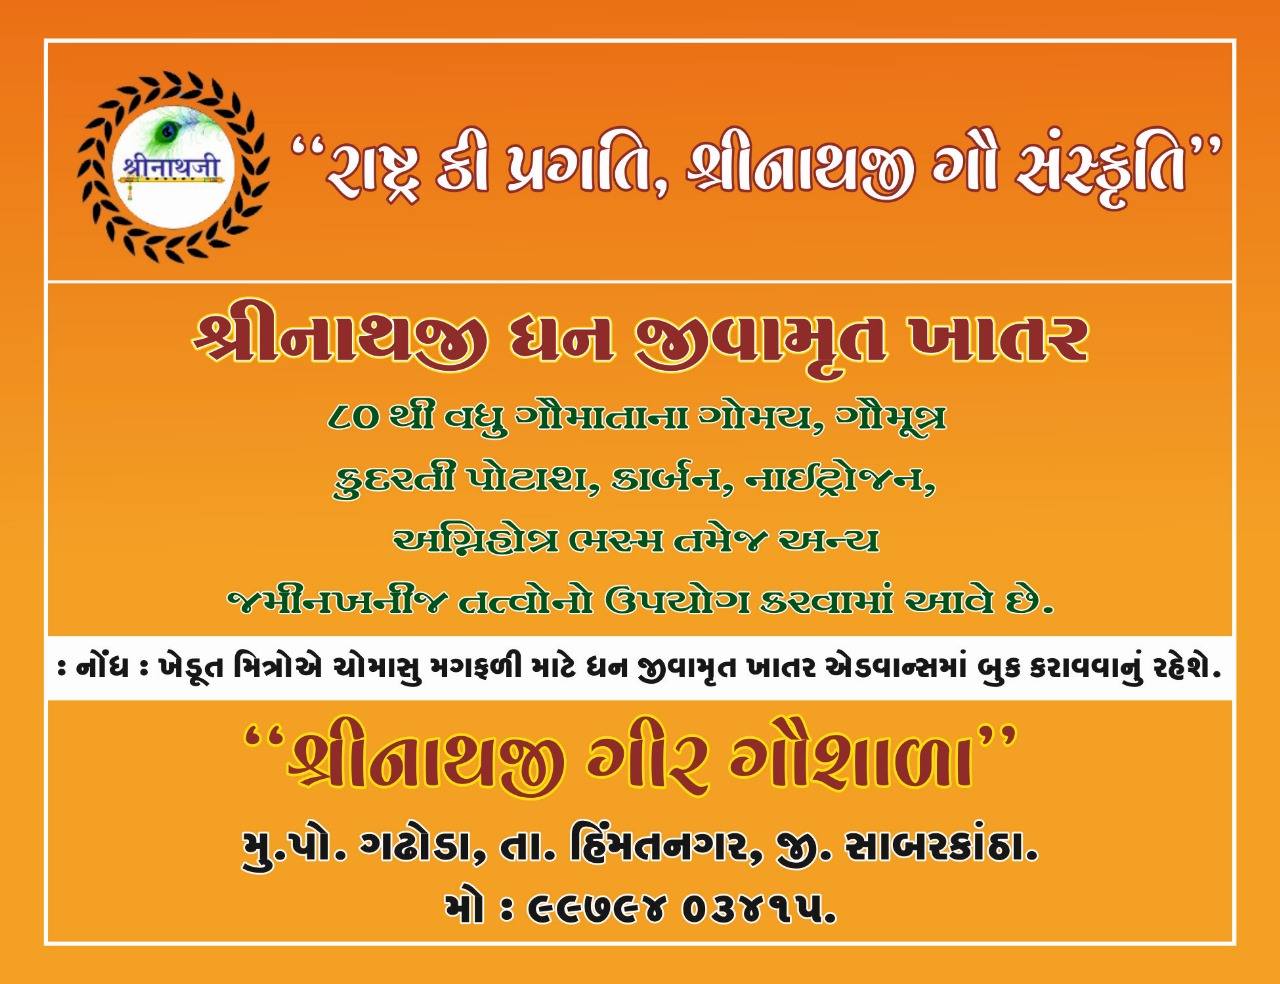 श्रीनाथजी
“રાષ્ટ્ર કી પ્રગતિ, શ્રીનાથજી ગૌ સંસ્કૃતિ”
શ્રીનાથજી ઘન જીવામૃત ખાતર
૮૦ થી વધુ ગૌમાતાના ગોમય, ગૌમૂત્ર
કુદરતી પોટાશ, કાર્બન, નાઈટ્રોજન,
અગ્નિહોત્ર ભસ્મ તમેજ અન્ય
જમીનખનીજ તત્વોનો ઉપયોગ કરવામાં આવે છે.
: નોંધ : ખેડૂત મિત્રોએ ચોમાસુ મગફળી માટે ઘન જીવામૃત ખાતર એડવાન્સમાં બુક કરાવવાનું રહેશે.
“શ્રીનાથજી ગીર ગૌશાળા”
મુ.પો. ગઢોડા, તા. હિંમતનગર, જી. સાબરકાંઠા.
મો : ૯૯૭૯૪ ૦૩૪૧૫.